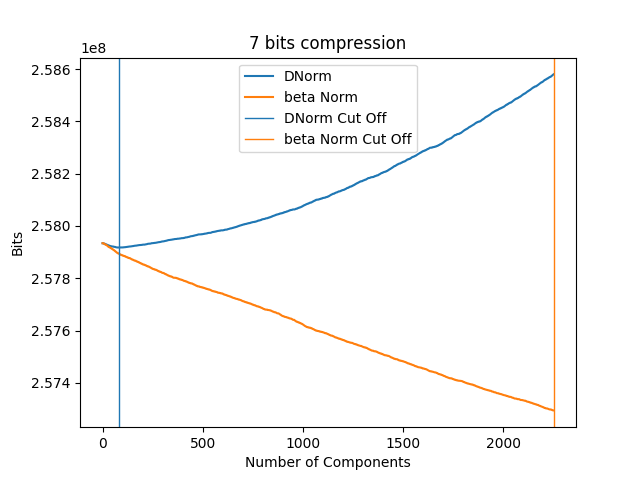 7 bits compression
1e8
2.586
2.584
2.582
2.580
2.578
2.576
2.574
Bits
DNorm
beta Norm
DNorm Cut Off
beta Norm Cut Off
0 500 1000 1500 2000
Number of Components